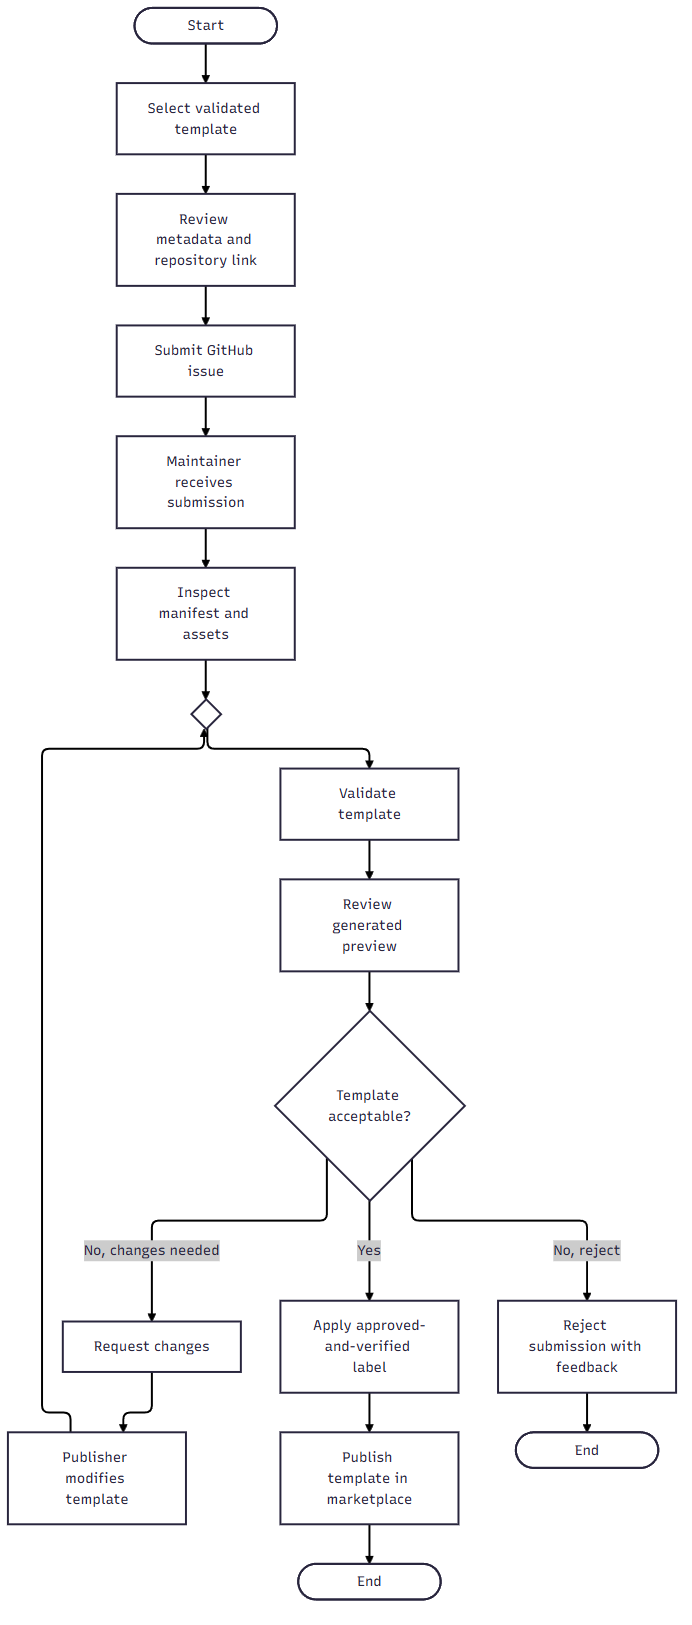 Start
Select validated
template
Review
metadata and
repository link
Submit GitHub
issue
Maintainer
receives
submission
Inspect
manifest and
assets
Validate
template
Review
generated
preview
Template
acceptable?
No, changes needed
Yes
No, reject
Request changes
Apply approved-
and-verified
label
Reject
submission with
feedback
Publisher
modifies
template
Publish
template in
marketplace
End
End